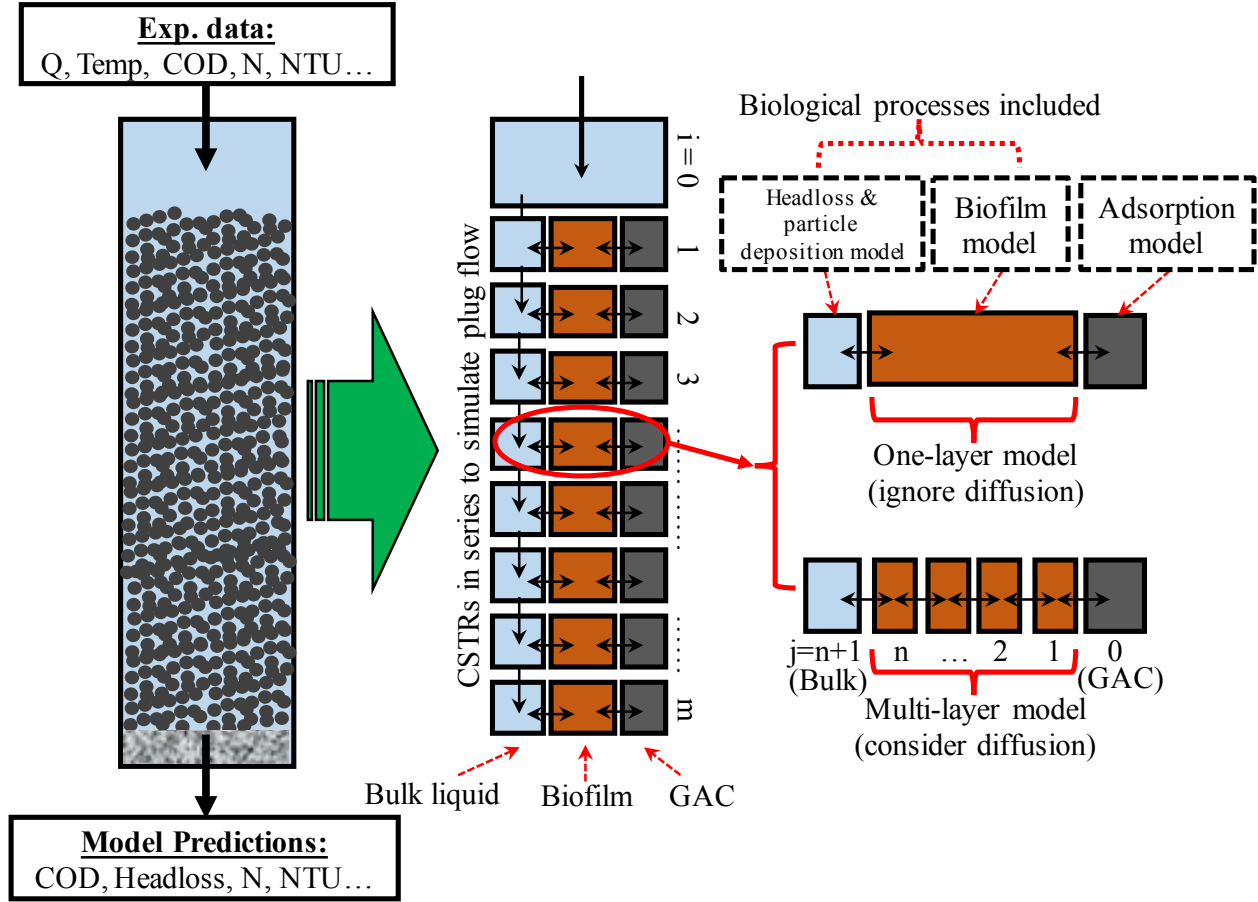 Exp. data:
Q, Temp, COD, N, NTU…
Model Predictions:
COD, Headloss, N, NTU…
CSTRs in series to simulate plug flow
i = 0
1
2
3
……
……
m
Bulk liquid
Biofilm
GAC
Biological processes included
Headloss &
particle
deposition model
Biofilm
model
Adsorption
model
One-layer model
(ignore diffusion)
j=n+1 n … 2 1 0
(Bulk) (GAC)
Multi-layer model
(consider diffusion)